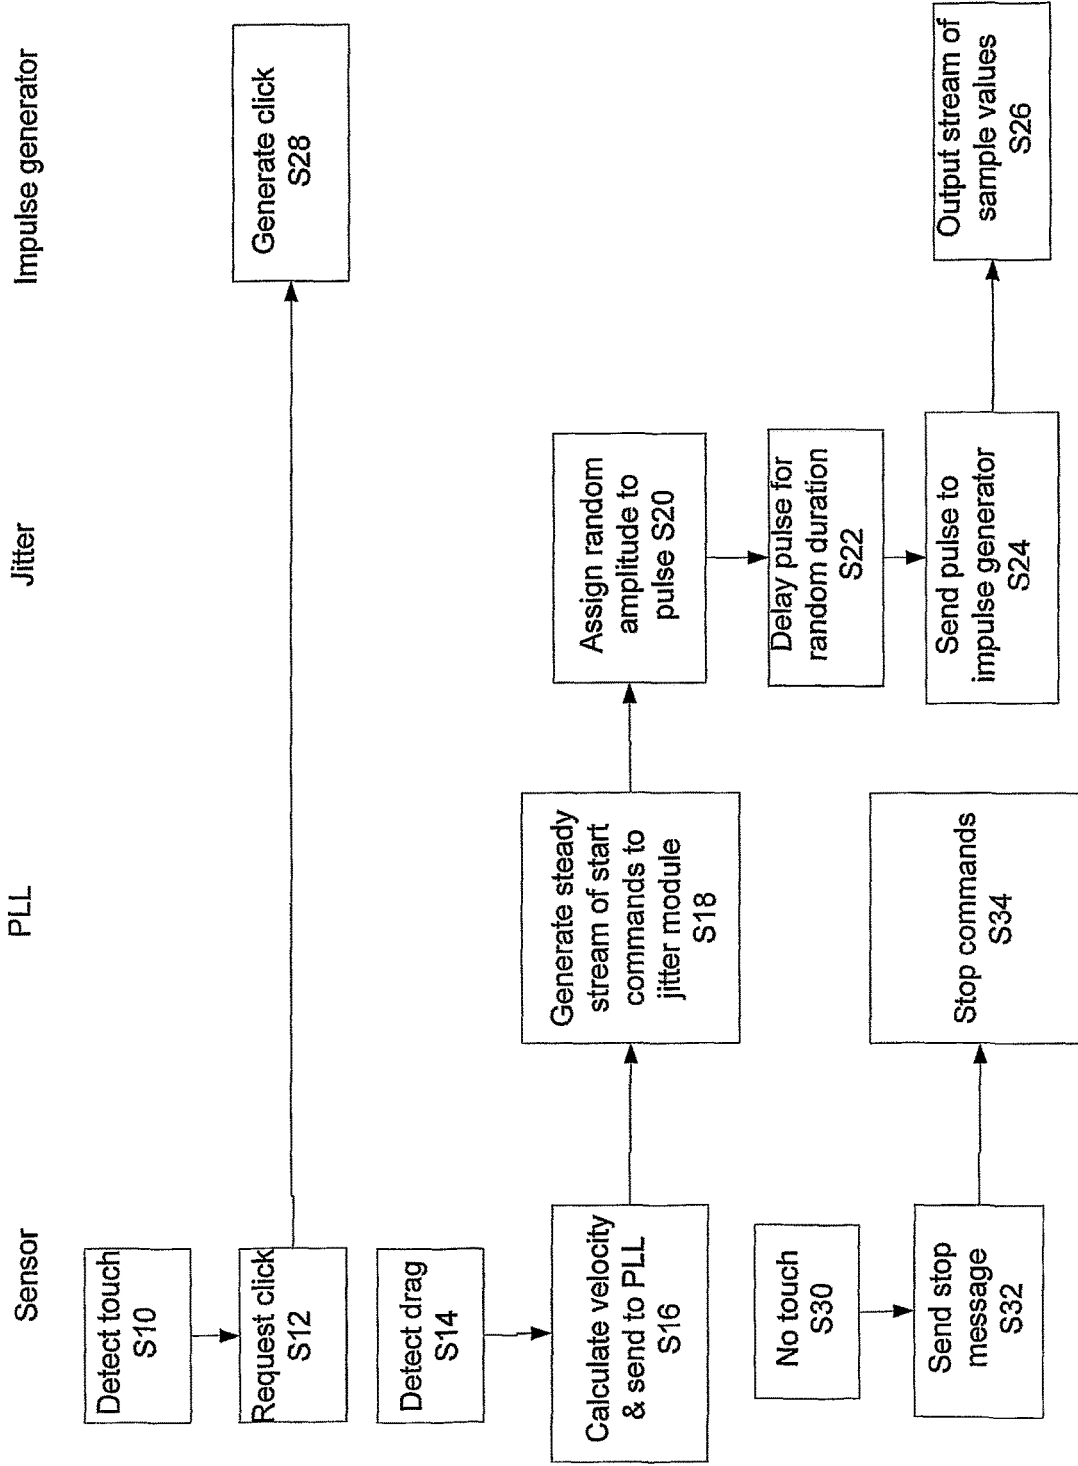 Sensor
PLL
Jitter
Impulse generator
Detect touch
S10
Request click
S12
Generate click
S28
Detect drag
S14
Calculate velocity
& send to PLL
S16
Generate steady
stream of start
commands to
jitter module
S18
Assign random
amplitude to
pulse S20
Delay pulse for
random duration
S22
Send pulse to
impulse generator
S24
Output stream of
sample values
S26
No touch
S30
Send stop
message
S32
Stop commands
S34